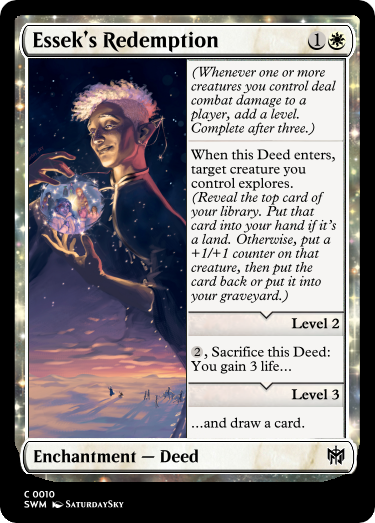 Essek's Redemption 1
(Whenever one or more
creatures you control deal
combat damage to a
player, add a level.
Complete after three.)
When this Deed enters,
target creature you
control explores.
(Reveal the top card of
your library. Put that
card into your hand if it's
a land. Otherwise, put a
+1/+1 counter on that
creature, then put the
card back or put it into
your graveyard.)
Level 2
2, Sacrifice this Deed:
You gain 3 life...
Level 3
...and draw a card.
Enchantment — Deed
C 0010
SWM SaturdaySky